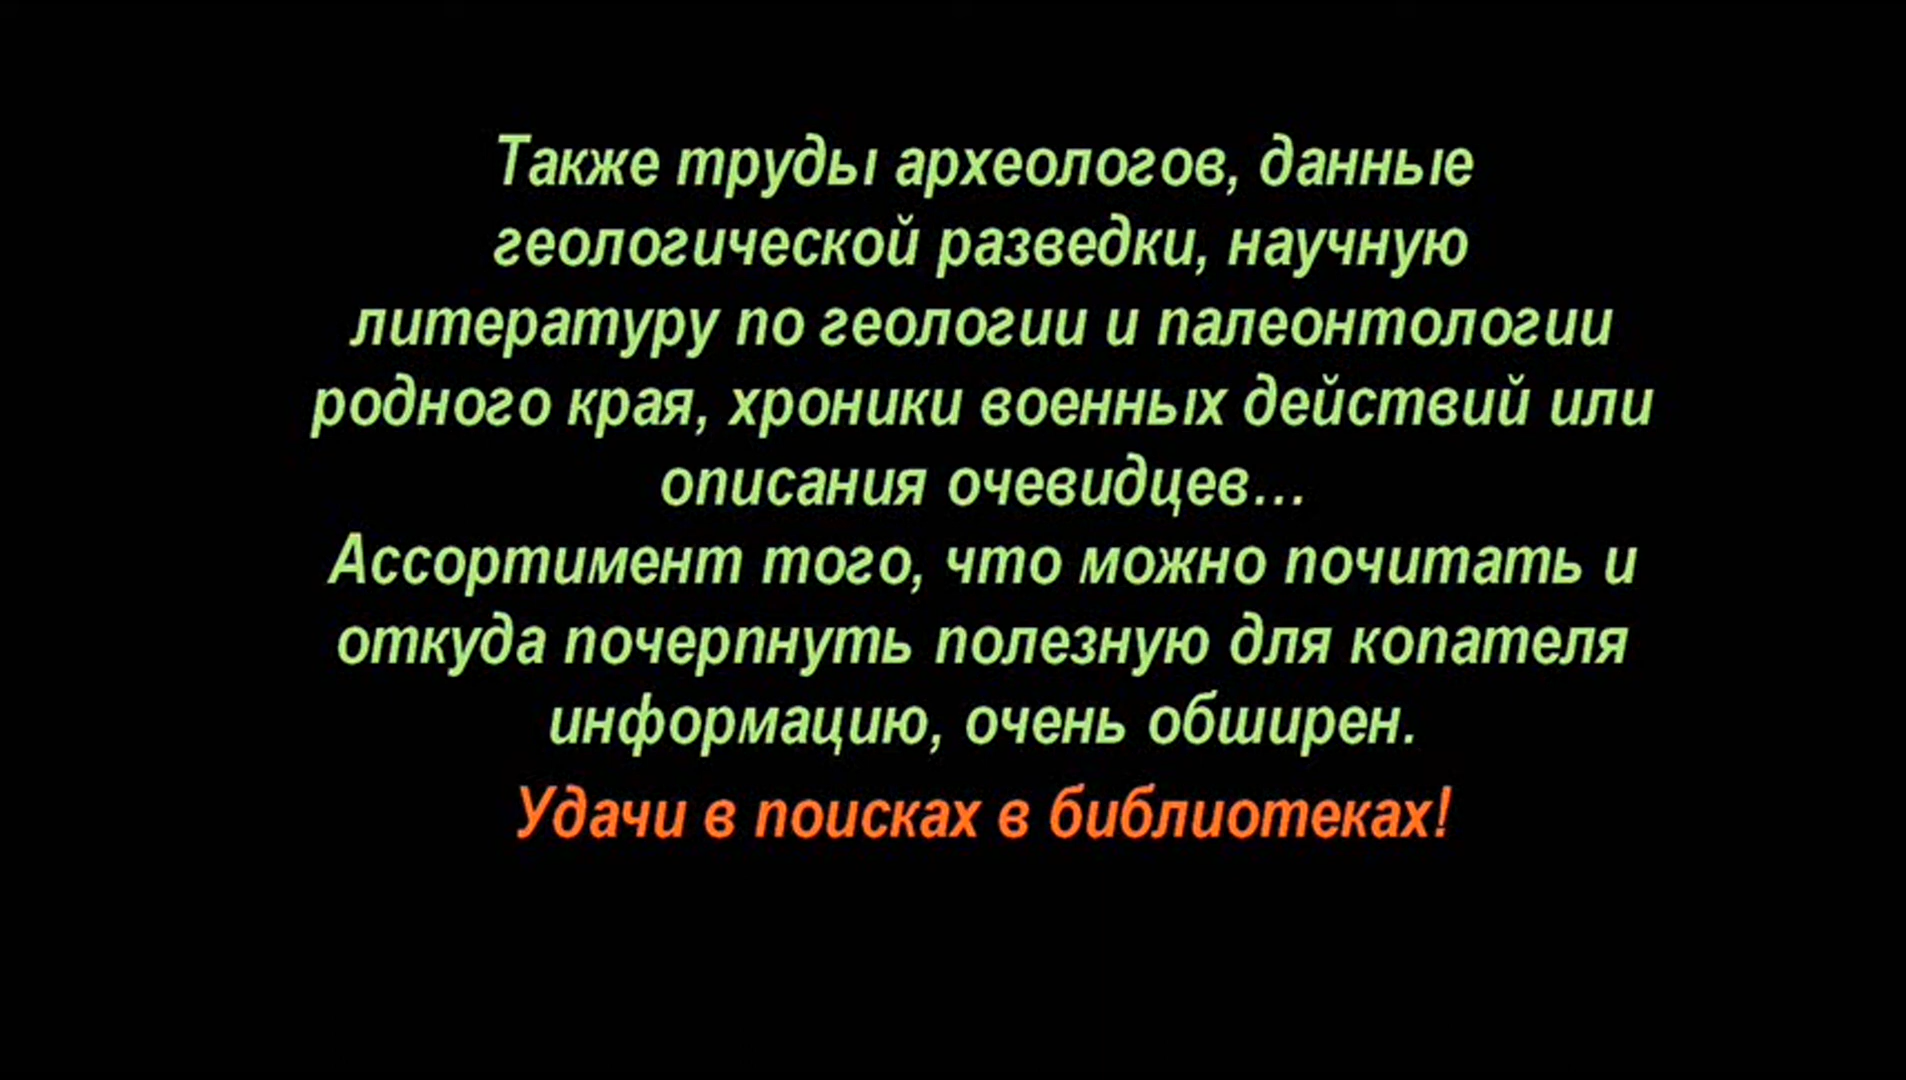 Также труды археологов, данные
геологической разведки, научную
литературу по геологии и палеонтологии
родного края, хроники военных действий или
описания очевидцев...
Ассортимент того, что можно почитать и
откуда почерпнуть полезную для копателя
информацию, очень обширен.
Удачи в поисках в библиотеках!